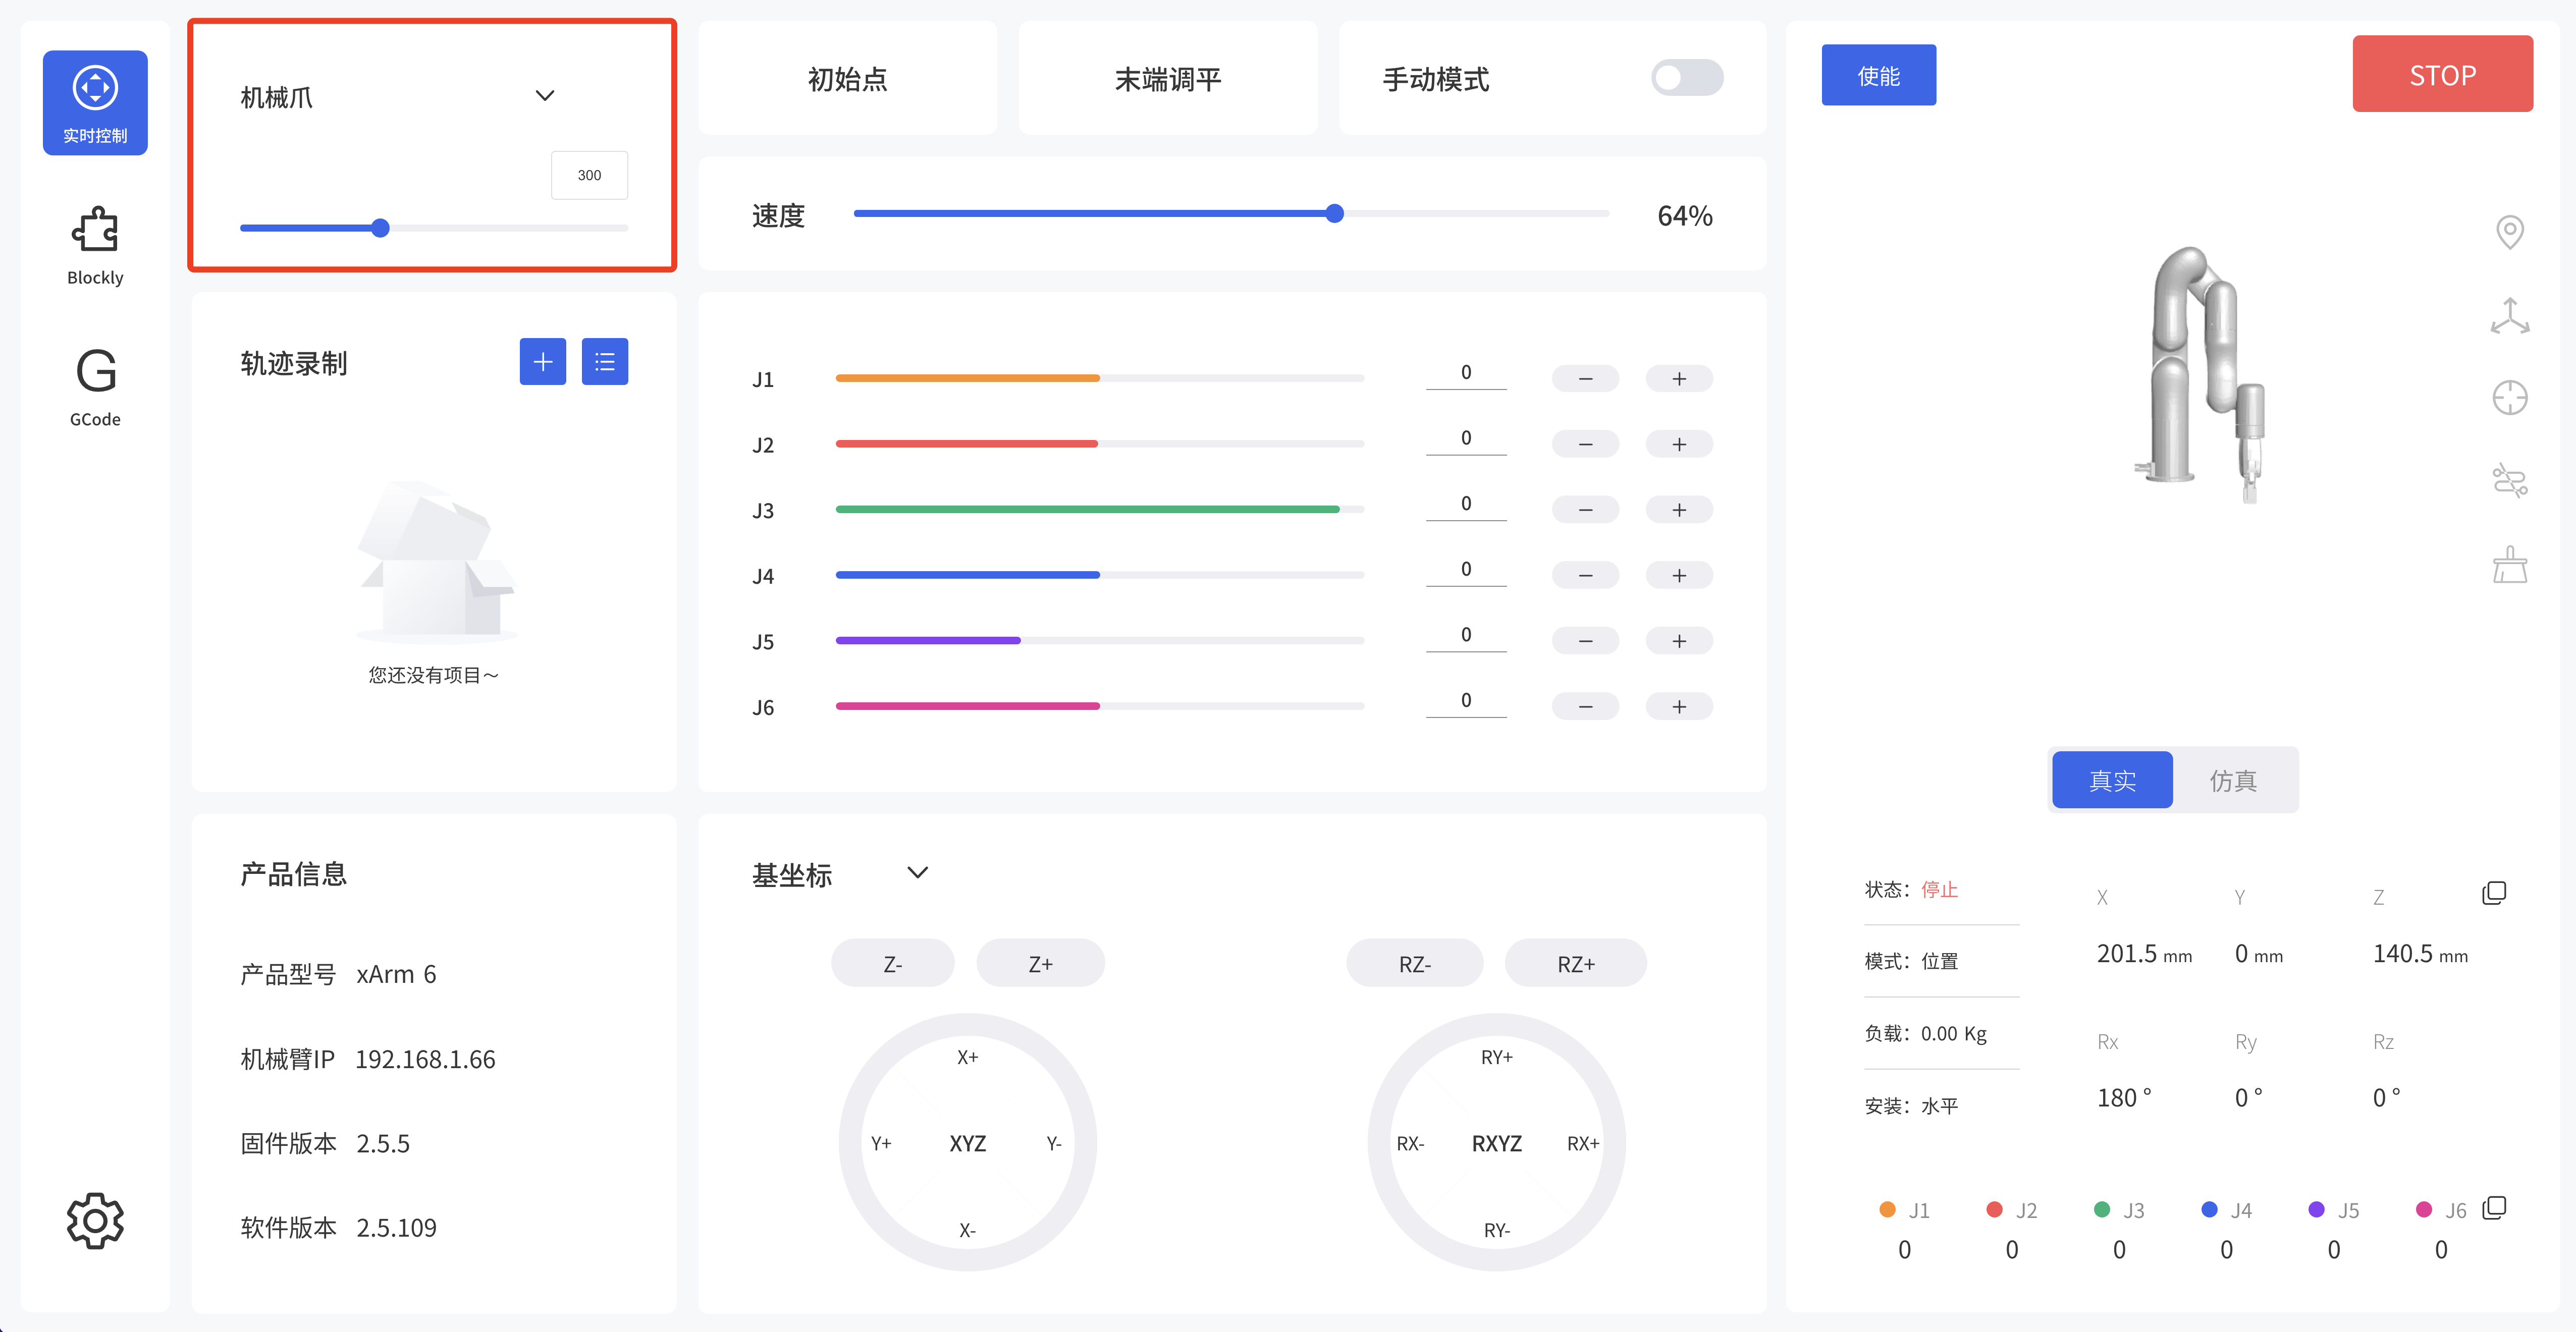 实时控制
Blockly
G
GCode
机械爪
300
轨迹录制
您还没有项目～
产品信息
产品型号 xArm 6
机械臂IP 192.168.1.66
固件版本 2.5.5
软件版本 2.5.109
初始点
末端调平
手动模式
速度 64%
J1 0 − +
J2 0 − +
J3 0 − +
J4 0 − +
J5 0 − +
J6 0 − +
基坐标
Z- Z+
RZ- RZ+
X+
Y+ XYZ Y-
X-
RY+
RX- RXYZ RX+
RY-
使能
STOP
真实 仿真
状态：停止
模式：位置
负载：0.00 Kg
安装：水平
X Y Z
201.5 mm 0 mm 140.5 mm
Rx Ry Rz
180 ° 0 ° 0 °
J1 J2 J3 J4 J5 J6
0 0 0 0 0 0